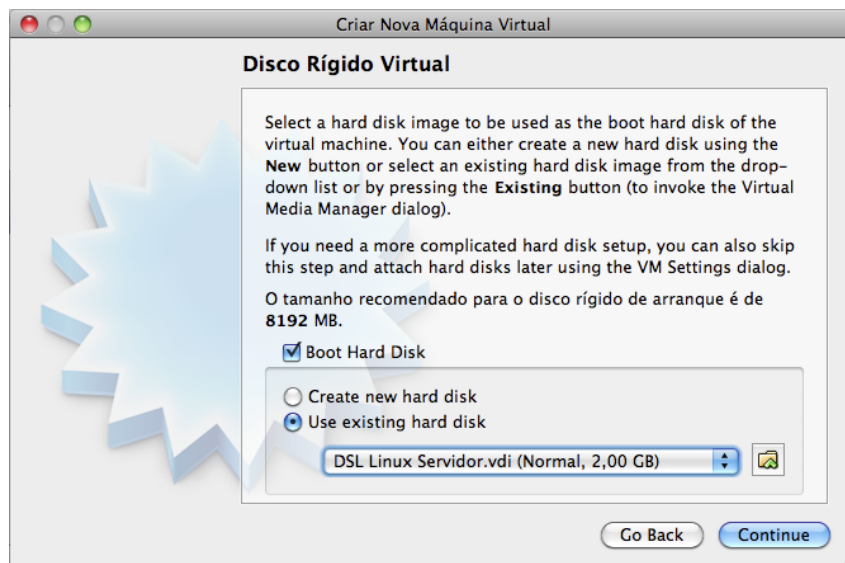 Criar Nova Máquina Virtual
Disco Rígido Virtual
Select a hard disk image to be used as the boot hard disk of the
virtual machine. You can either create a new hard disk using the
New button or select an existing hard disk image from the drop-
down list or by pressing the Existing button (to invoke the Virtual
Media Manager dialog).
If you need a more complicated hard disk setup, you can also skip
this step and attach hard disks later using the VM Settings dialog.
O tamanho recomendado para o disco rígido de arranque é de
8192 MB.
Boot Hard Disk
Create new hard disk
Use existing hard disk
DSL Linux Servidor.vdi (Normal, 2,00 GB)
Go Back
Continue